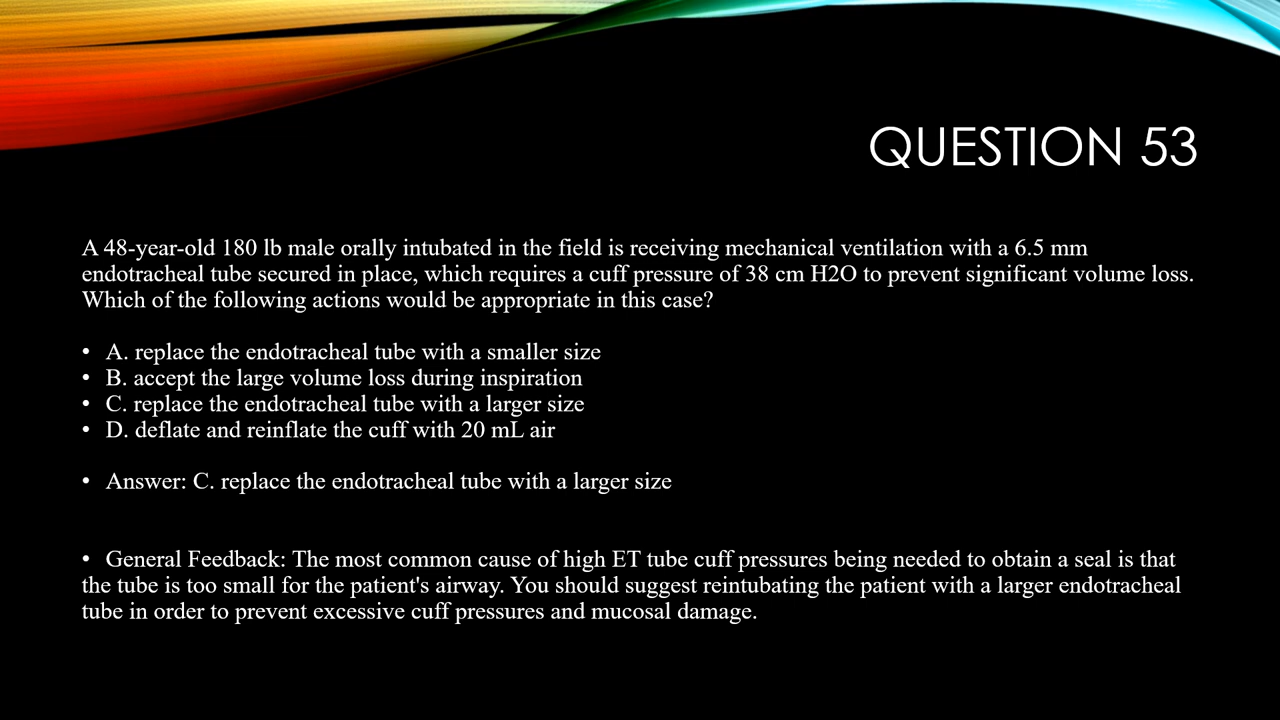 QUESTION 53
A 48-year-old 180 lb male orally intubated in the field is receiving mechanical ventilation with a 6.5 mm
endotracheal tube secured in place, which requires a cuff pressure of 38 cm H2O to prevent significant volume loss.
Which of the following actions would be appropriate in this case?
• A. replace the endotracheal tube with a smaller size
• B. accept the large volume loss during inspiration
• C. replace the endotracheal tube with a larger size
• D. deflate and reinflate the cuff with 20 mL air
• Answer: C. replace the endotracheal tube with a larger size
• General Feedback: The most common cause of high ET tube cuff pressures being needed to obtain a seal is that
the tube is too small for the patient's airway. You should suggest reintubating the patient with a larger endotracheal
tube in order to prevent excessive cuff pressures and mucosal damage.